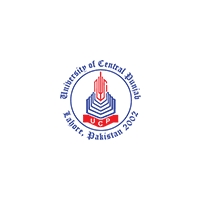 University of Central Punjab
UCP
Lahore, Pakistan 2002